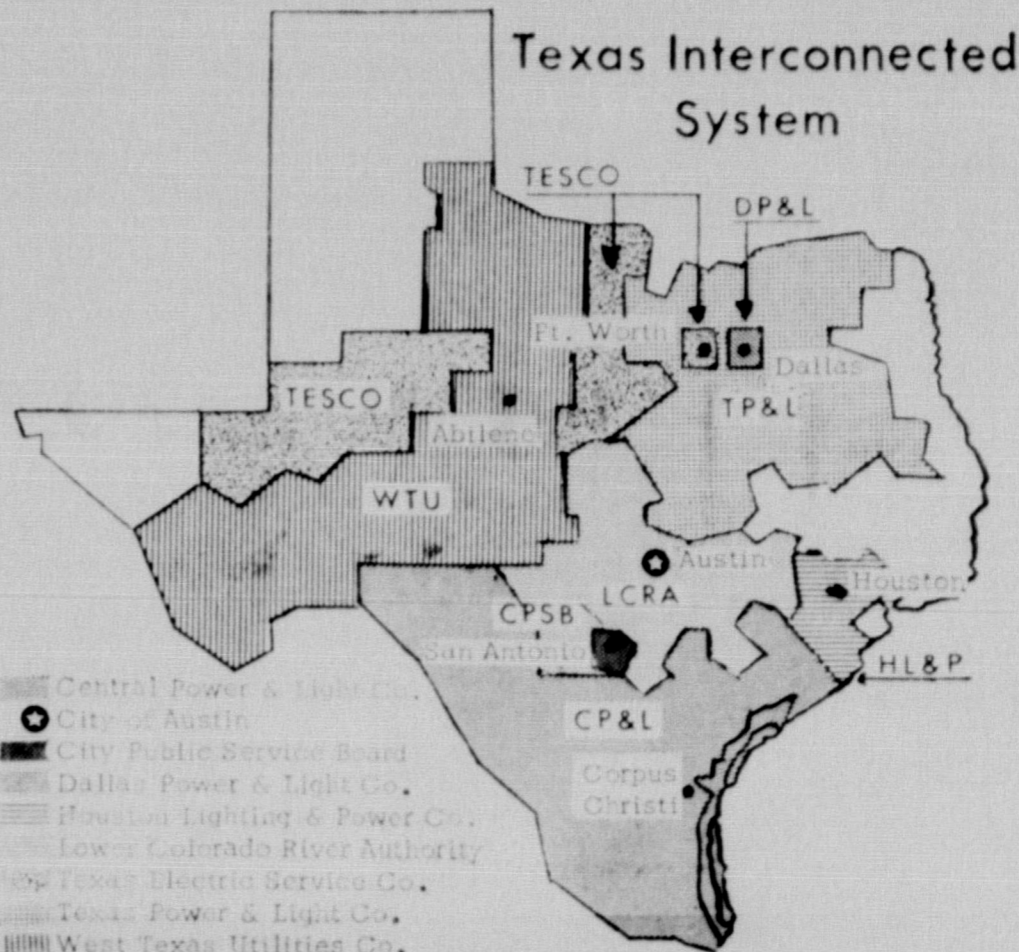 Texas Interconnected
System
TESCO
DP&L
Ft. Worth
Dallas
TESCO
TP&L
Abilene
WTU
Austin
Houston
LCRA
CPSB
San Antonio
HL&P
CP&L
Corpus
Christi
Central Power & Light Co.
City of Austin
City Public Service Board
Dallas Power & Light Co.
Houston Lighting & Power Co.
Lower Colorado River Authority
Texas Electric Service Co.
Texas Power & Light Co.
West Texas Utilities Co.